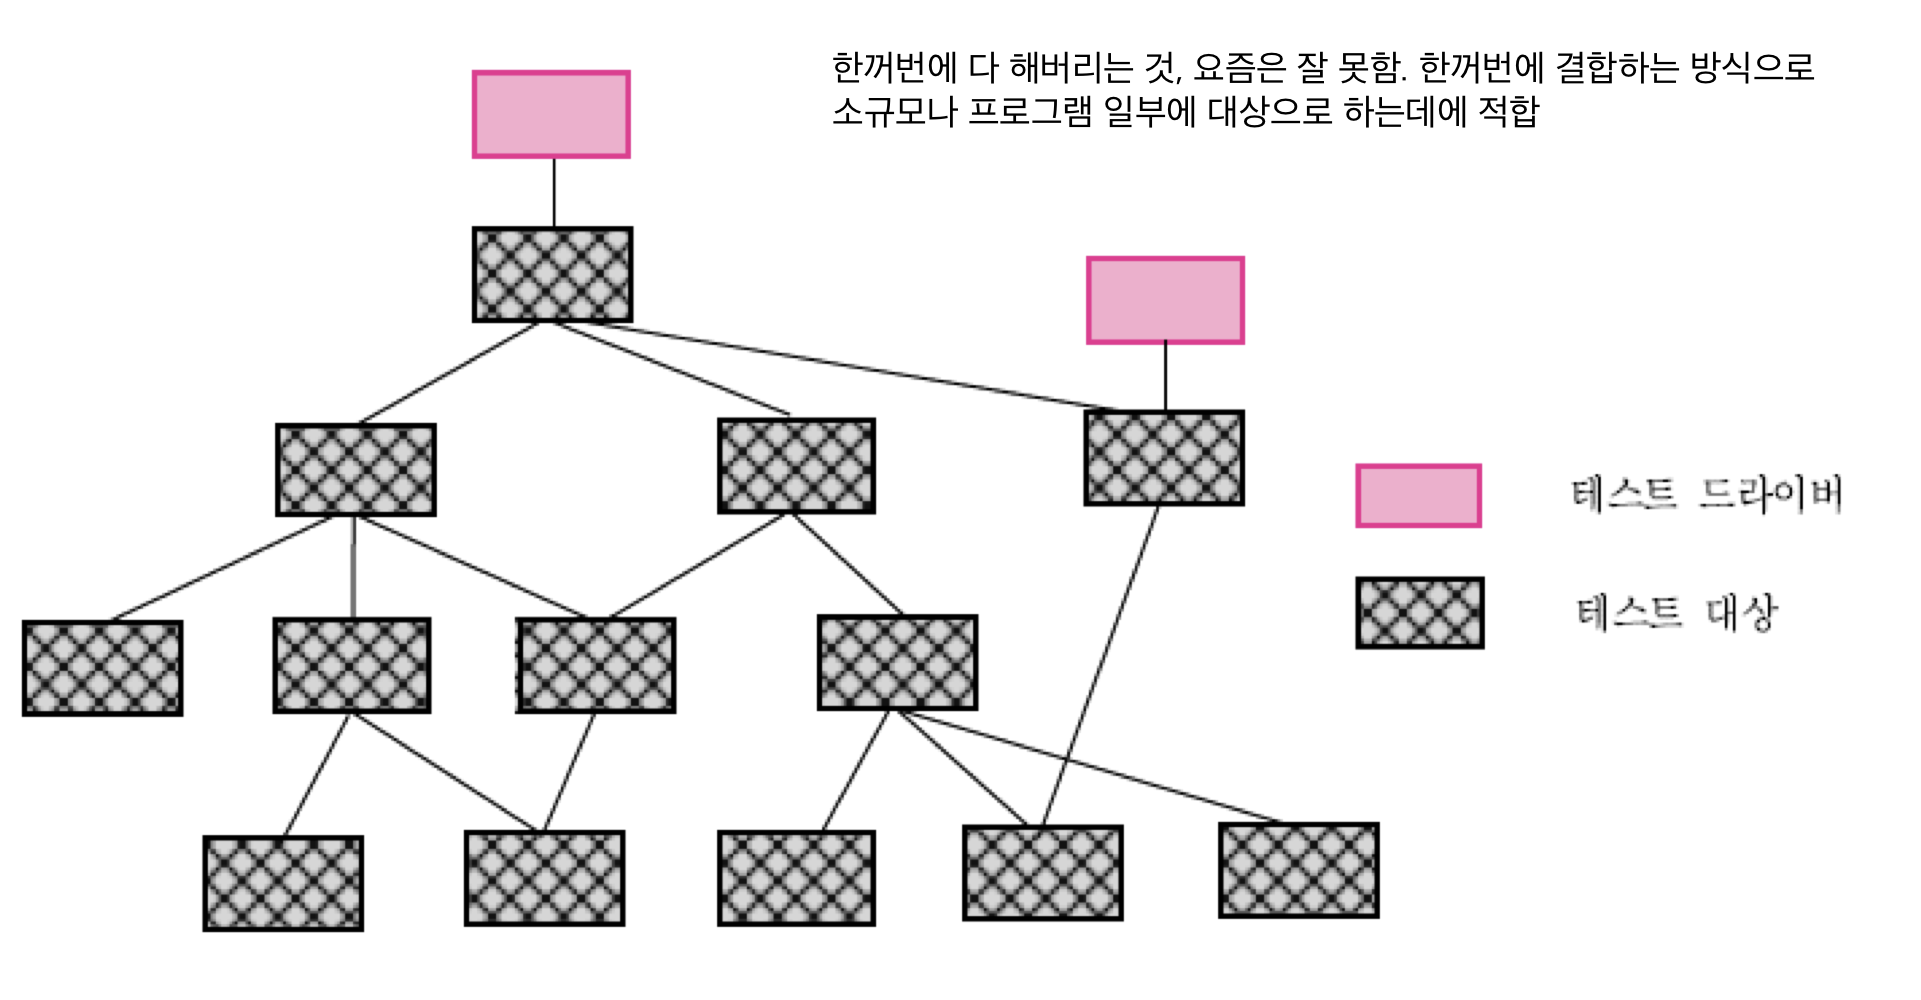 한꺼번에 다 해버리는 것, 요즘은 잘 못함. 한꺼번에 결합하는 방식으로
소규모나 프로그램 일부에 대상으로 하는데에 적합
테스트 드라이버
테스트 대상